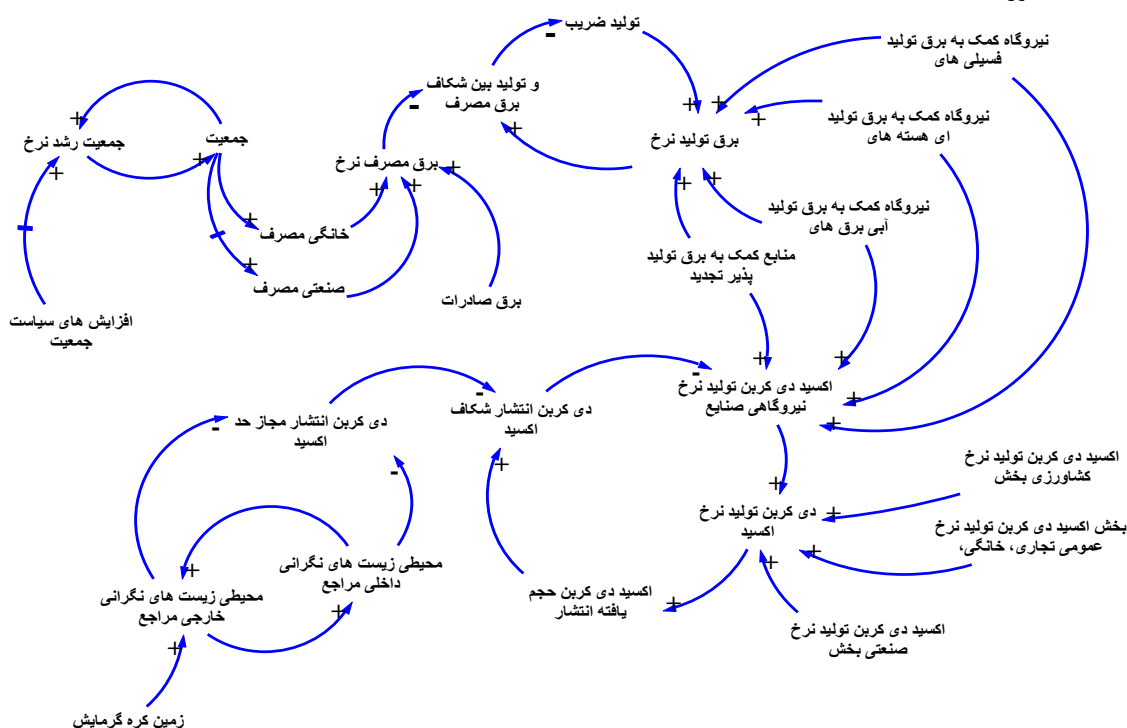 تولید ضریب
نیروگاه کمک به برق تولید
فسیلی های
و تولید بین شکاف
برق مصرف
نیروگاه کمک به برق تولید
ای هسته های
برق تولید نرخ
جمعیت
جمعیت رشد نرخ
برق مصرف نرخ
نیروگاه کمک به برق تولید
آبی برق های
خانگی مصرف
منابع کمک به برق تولید
پذیر تجدید
صنعتی مصرف
برق صادرات
افزایش های سیاست
جمعیت
اکسید دی کربن تولید نرخ
نیروگاهی صنایع
دی کربن انتشار شکاف
اکسید
دی کربن انتشار مجاز حد
اکسید
اکسید دی کربن تولید نرخ
کشاورزی بخش
دی کربن تولید نرخ
اکسید
بخش اکسید دی کربن تولید نرخ
عمومی تجاری، خانگی،
محیطی زیست های نگرانی
داخلی مراجع
محیطی زیست های نگرانی
خارجی مراجع
اکسید دی کربن حجم
یافته انتشار
اکسید دی کربن تولید نرخ
صنعتی بخش
زمین کره گرمایش